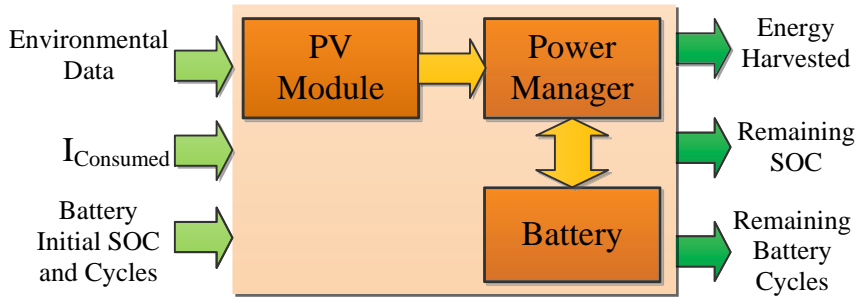 Environmental
Data
I Consumed
Battery
Initial SOC
and Cycles
PV
Module
Power
Manager
Battery
Energy
Harvested
Remaining
SOC
Remaining
Battery
Cycles